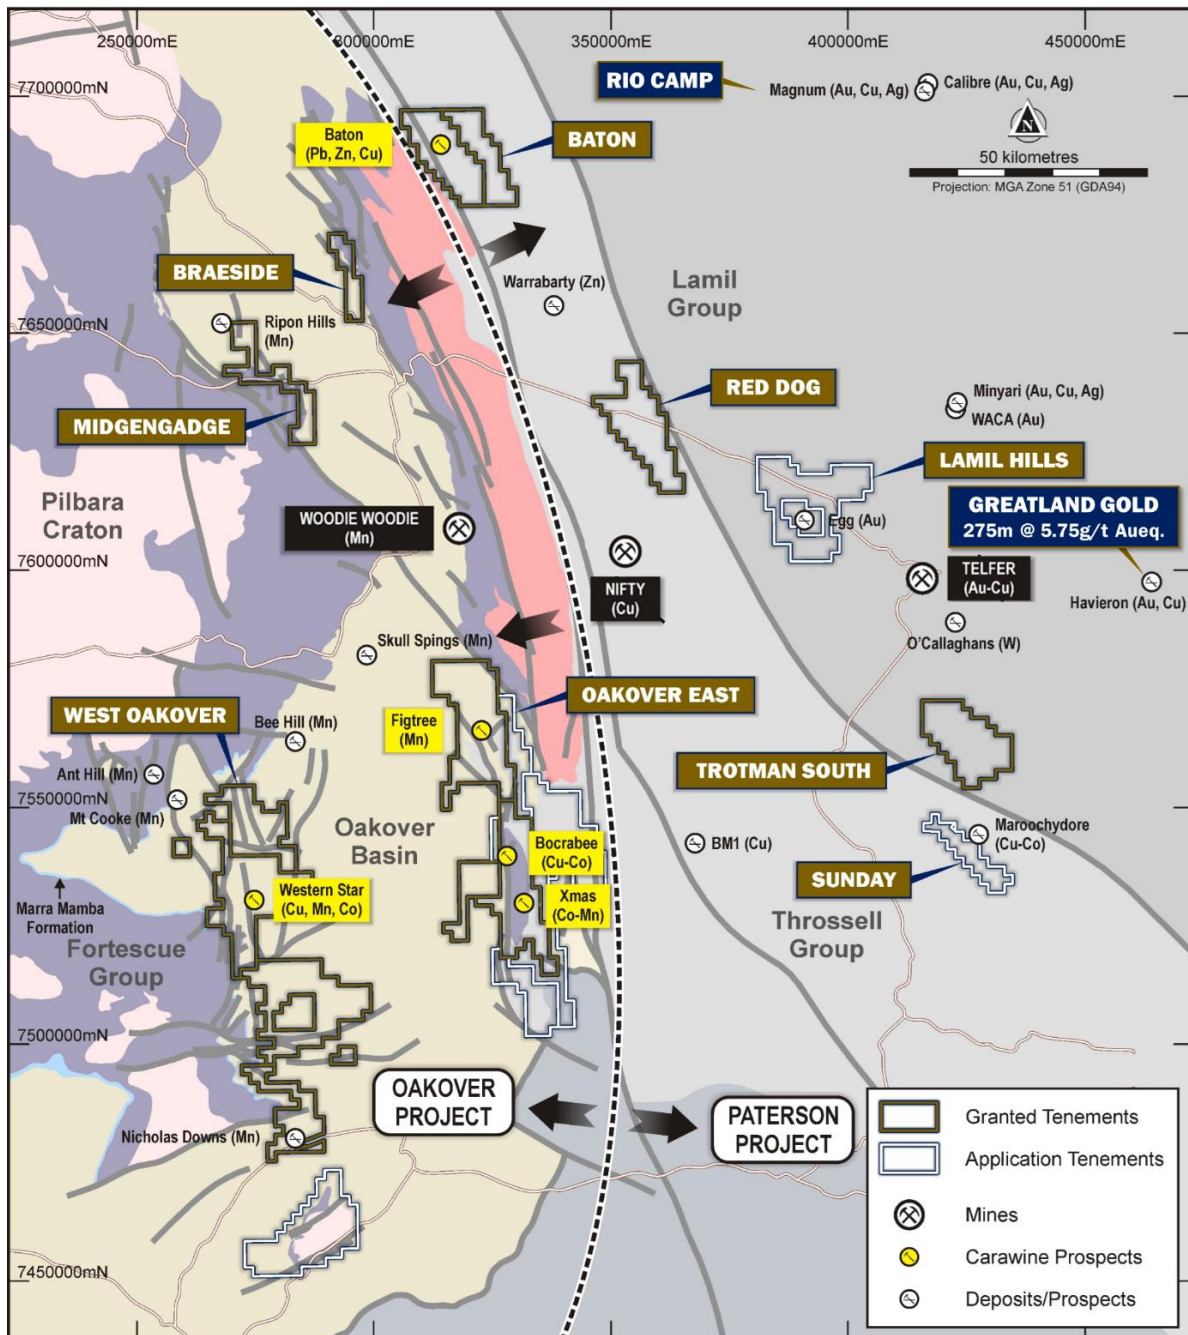 250000mE
300000mE
350000mE
400000mE
450000mE
7700000mN
RIO CAMP
Magnum (Au, Cu, Ag)
Calibre (Au, Cu, Ag)
N
50 kilometres
Projection: MGA Zone 51 (GDA94)
Baton
(Pb, Zn, Cu)
BATON
BRAESIDE
Warrabarty (Zn)
Lamil
Group
7650000mN
Ripon Hills
(Mn)
RED DOG
Minyari (Au, Cu, Ag)
WACA (Au)
MIDGENGADGE
LAMIL HILLS
Pilbara
Craton
WOODIE WOODIE
(Mn)
Egg (Au)
GREATLAND GOLD
275m @ 5.75g/t Aueq.
7600000mN
NIFTY
(Cu)
TELFER
(Au-Cu)
Havieron (Au, Cu)
O'Callaghans (W)
Skull Spings (Mn)
OAKOVER EAST
WEST OAKOVER
Bee Hill (Mn)
Figtree
(Mn)
Ant Hill (Mn)
TROTMAN SOUTH
7550000mN
Mt Cooke (Mn)
Oakover
Basin
BM1 (Cu)
Maroochydore
(Cu-Co)
Bocrabee
(Cu-Co)
SUNDAY
Western Star
(Cu, Mn, Co)
Xmas
(Co-Mn)
Marra Mamba
Formation
Throssell
Group
Fortescue
Group
7500000mN
OAKOVER
PROJECT
PATERSON
PROJECT
Nicholas Downs (Mn)
7450000mN
Granted Tenements
Application Tenements
Mines
Carawine Prospects
Deposits/Prospects